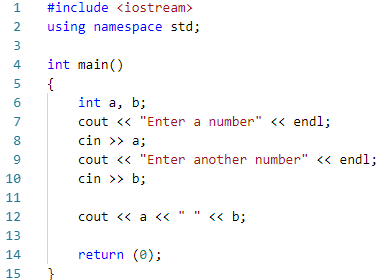 1 #include <iostream>
2 using namespace std;
3
4 int main()
5 {
6 int a, b;
7 cout << "Enter a number" << endl;
8 cin >> a;
9 cout << "Enter another number" << endl;
10 cin >> b;
11
12 cout << a << " " << b;
13
14 return (0);
15 }